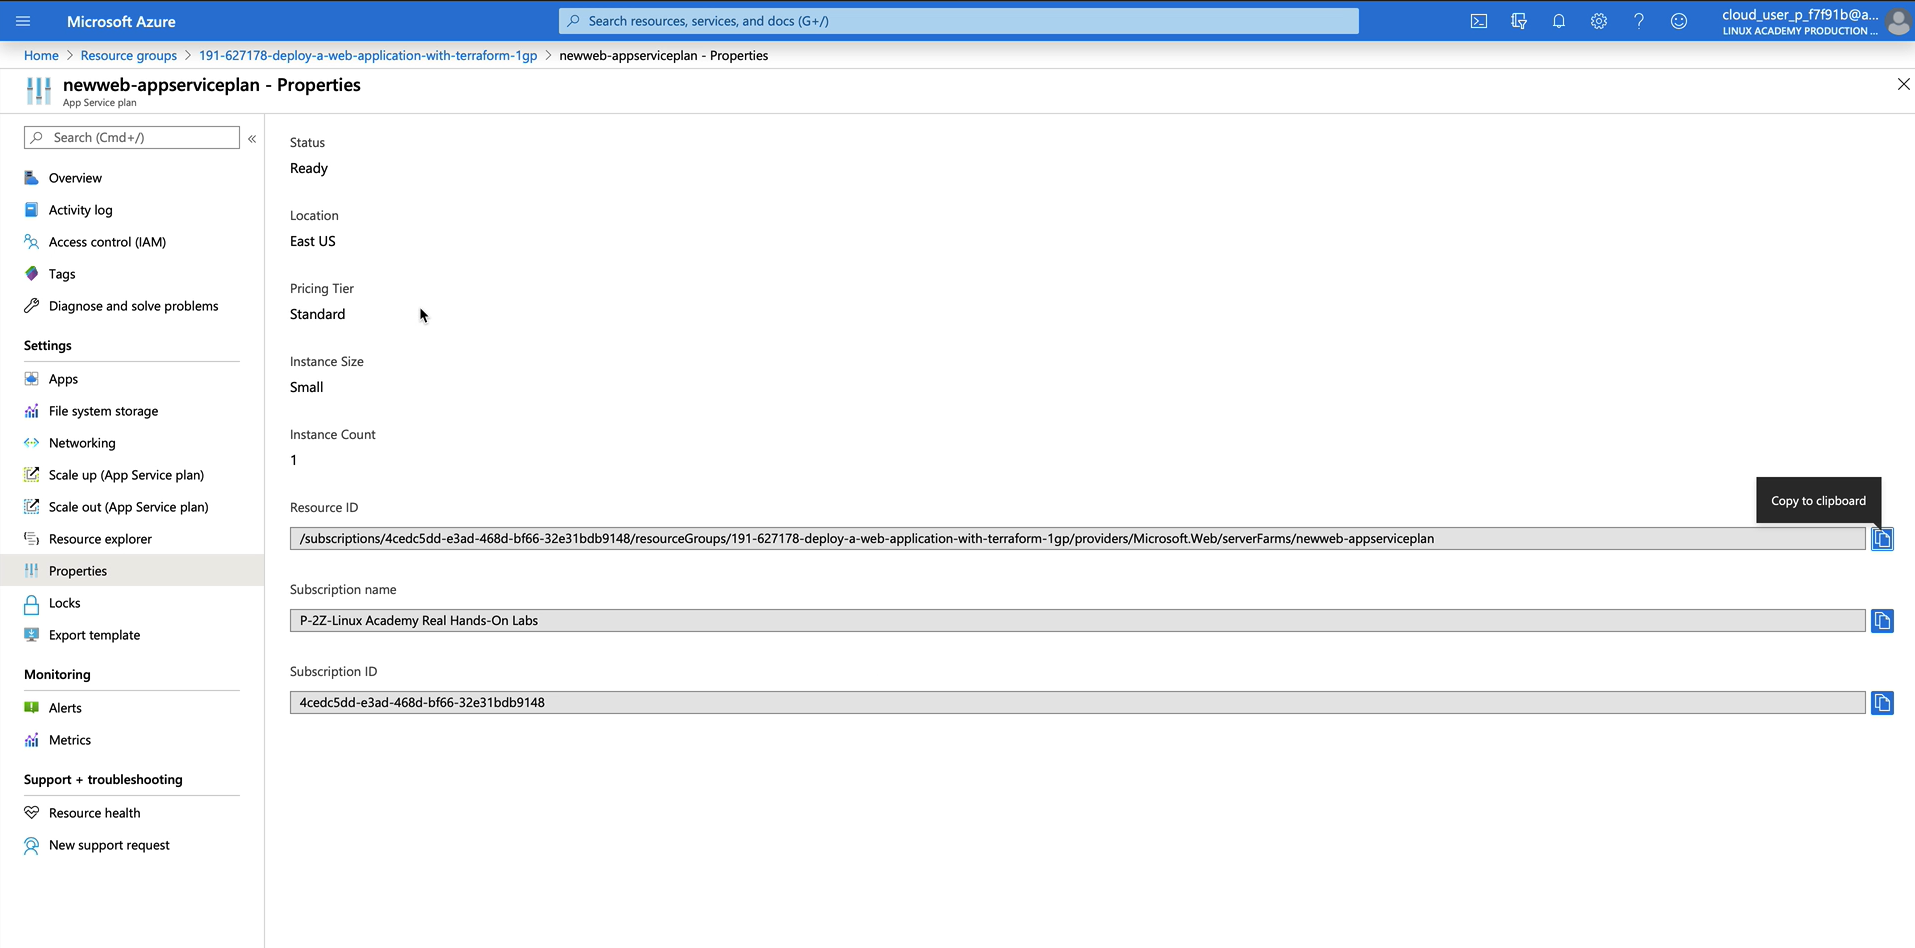 Microsoft Azure
Search resources, services, and docs (G+/)
cloud_user_p_f7f91b@a...
LINUX ACADEMY PRODUCTION ...
Home > Resource groups > 191-627178-deploy-a-web-application-with-terraform-1gp > newweb-appserviceplan - Properties
newweb-appserviceplan - Properties
App Service plan
Search (Cmd+/)
Overview
Activity log
Access control (IAM)
Tags
Diagnose and solve problems
Settings
Apps
File system storage
Networking
Scale up (App Service plan)
Scale out (App Service plan)
Resource explorer
Properties
Locks
Export template
Monitoring
Alerts
Metrics
Support + troubleshooting
Resource health
New support request
Status
Ready
Location
East US
Pricing Tier
Standard
Instance Size
Small
Instance Count
1
Resource ID
Copy to clipboard
/subscriptions/4cedc5dd-e3ad-468d-bf66-32e31bdb9148/resourceGroups/191-627178-deploy-a-web-application-with-terraform-1gp/providers/Microsoft.Web/serverFarms/newweb-appserviceplan
Subscription name
P-2Z-Linux Academy Real Hands-On Labs
Subscription ID
4cedc5dd-e3ad-468d-bf66-32e31bdb9148